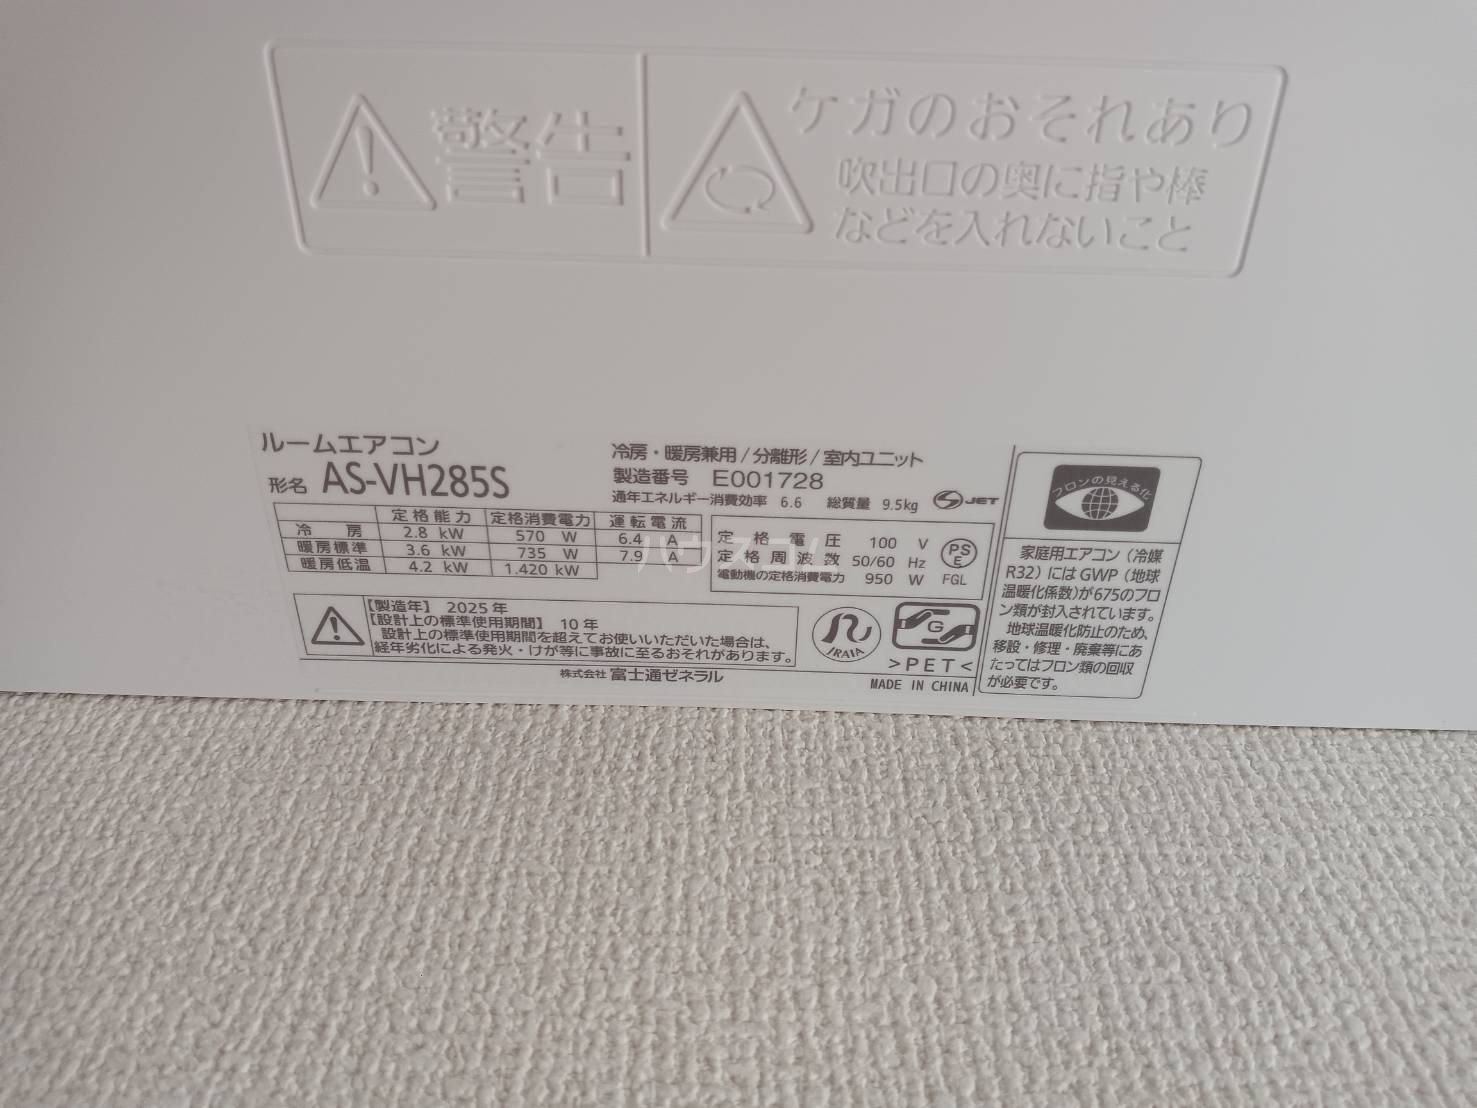 警告
ケガのおそれあり
吹出口の奥に指や棒
などを入れないこと
ルームエアコン
形名 AS-VH285S
冷房・暖房兼用/分離形/室内ユニット
製造番号 E001728
通年エネルギー消費効率 6.6 総質量 9.5kg
S JET
定格能力 定格消費電力 運転電流
冷房 2.8 kW 570 W 6.4 A
暖房標準 3.6 kW 735 W 7.9 A
暖房低温 4.2 kW 1.420 kW
定格電圧 100 V
定格周波数 50/60 Hz
電動機の定格消費電力 950 W
PS
E
FGL
ハウスコム
【製造年】 2025年
【設計上の標準使用期間】 10年
設計上の標準使用期間を超えてお使いいただいた場合は、
経年劣化による発火・けが等に事故に至るおそれがあります。
JRAIA
G
>PET<
株式会社 富士通ゼネラル
MADE IN CHINA
フロンの見える化
家庭用エアコン（冷媒
R32）にはGWP（地球
温暖化係数）が675のフロ
ン類が封入されています。
地球温暖化防止のため、
移設・修理・廃棄等にあ
たってはフロン類の回収
が必要です。